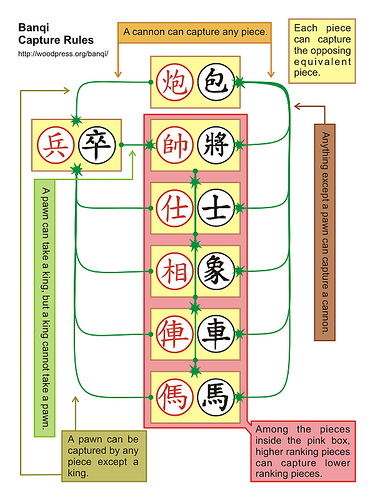 Banqi
Capture Rules
http://woodpress.org/banqi/
A cannon can capture any piece.
Each piece
can capture
the opposing
equivalent
piece.
炮 包
兵 卒
帥 將
仕 士
相 象
俥 車
傌 馬
Anything except a pawn can capture a cannon.
A pawn can take a king, but a king cannot take a pawn.
A pawn can be
captured by any
piece except a
king.
Among the pieces
inside the pink box,
higher ranking pieces
can capture lower
ranking pieces.